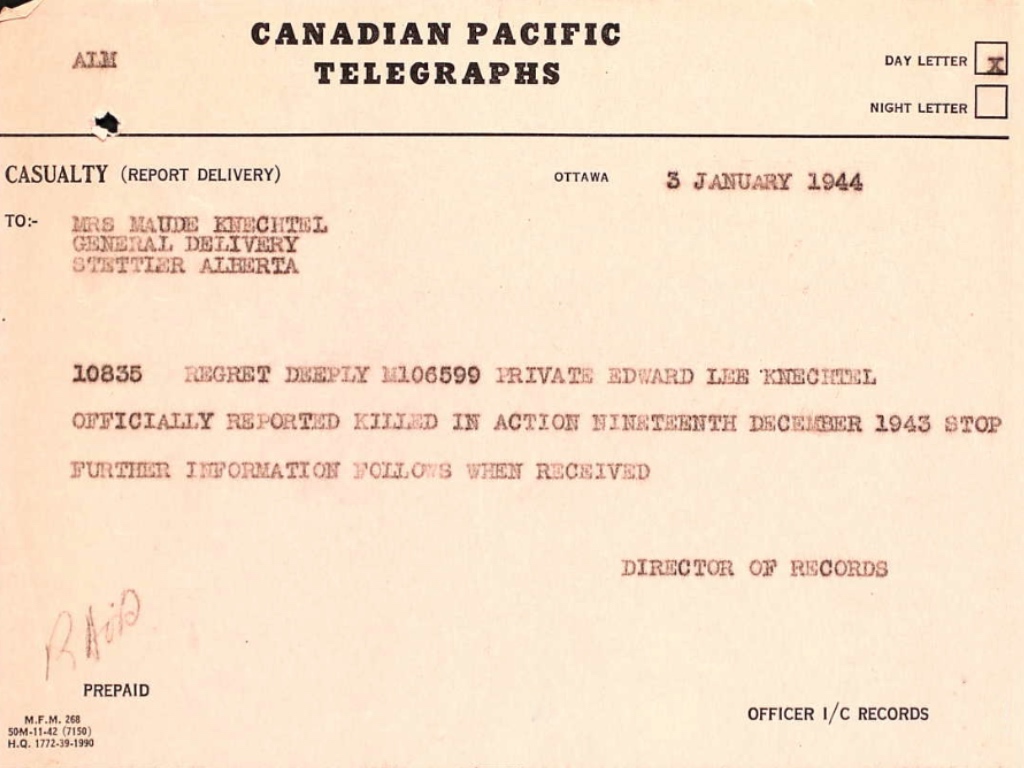 CANADIAN PACIFIC
TELEGRAPHS
ALM
DAY LETTER X
NIGHT LETTER
CASUALTY (REPORT DELIVERY)
OTTAWA 3 JANUARY 1944
TO:- MRS MAUDE KNECHTEL
GENERAL DELIVERY
STETTLER ALBERTA
10835 REGRET DEEPLY M106599 PRIVATE EDWARD LEE KNECHTEL
OFFICIALLY REPORTED KILLED IN ACTION NINETEENTH DECEMBER 1943 STOP
FURTHER INFORMATION FOLLOWS WHEN RECEIVED
DIRECTOR OF RECORDS
PREPAID
OFFICER I/C RECORDS
M.F.M. 268
50M-11-42 (7150)
H.Q. 1772-39-1990